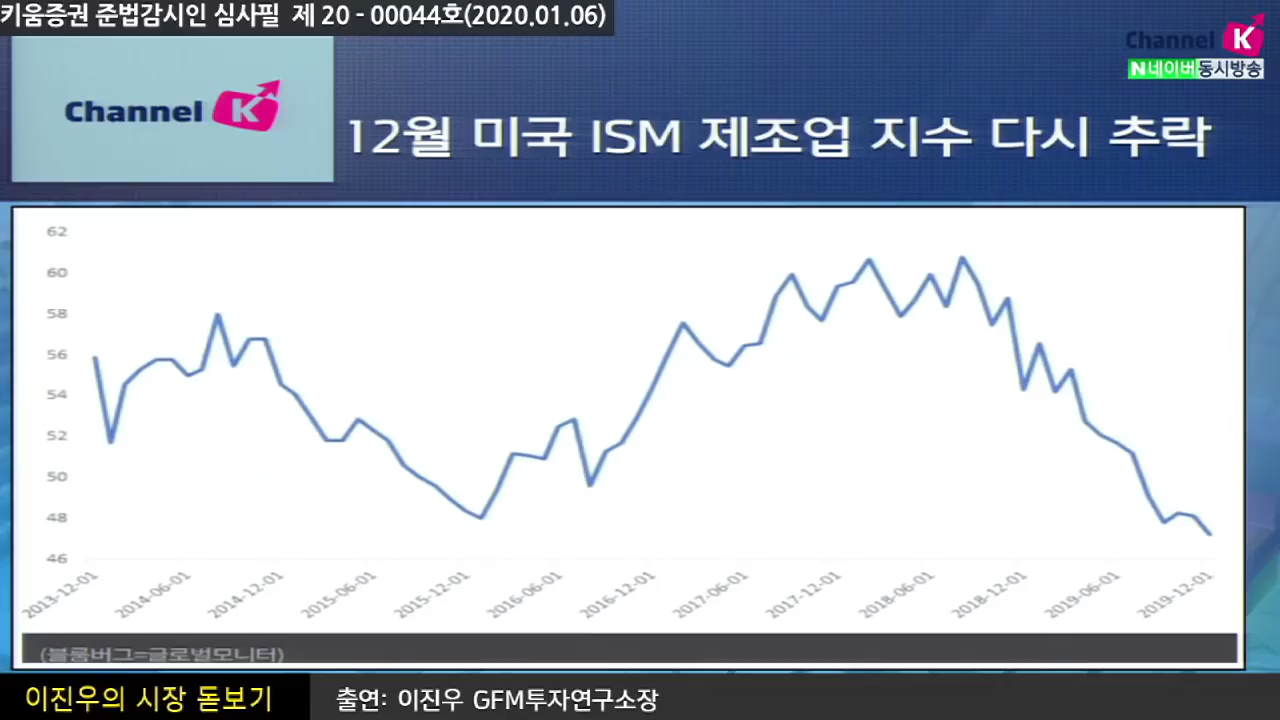 키움증권 준법감시인 심사필 제 20 - 00044호(2020.01.06)
Channel K
N네이버 동시방송
Channel K
12월 미국 ISM 제조업 지수 다시 추락
62
60
58
56
54
52
50
48
46
2013-12-01
2014-06-01
2014-12-01
2015-06-01
2015-12-01
2016-06-01
2016-12-01
2017-06-01
2017-12-01
2018-06-01
2018-12-01
2019-06-01
2019-12-01
(블룸버그=글로벌모니터)
이진우의 시장 돋보기
출연: 이진우 GFM투자연구소장